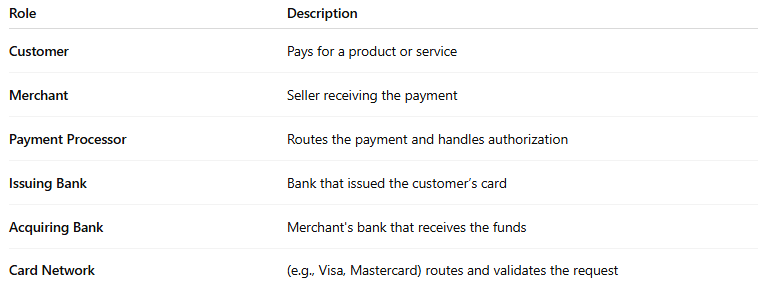 Role Description
Customer Pays for a product or service
Merchant Seller receiving the payment
Payment Processor Routes the payment and handles authorization
Issuing Bank Bank that issued the customer’s card
Acquiring Bank Merchant's bank that receives the funds
Card Network (e.g., Visa, Mastercard) routes and validates the request